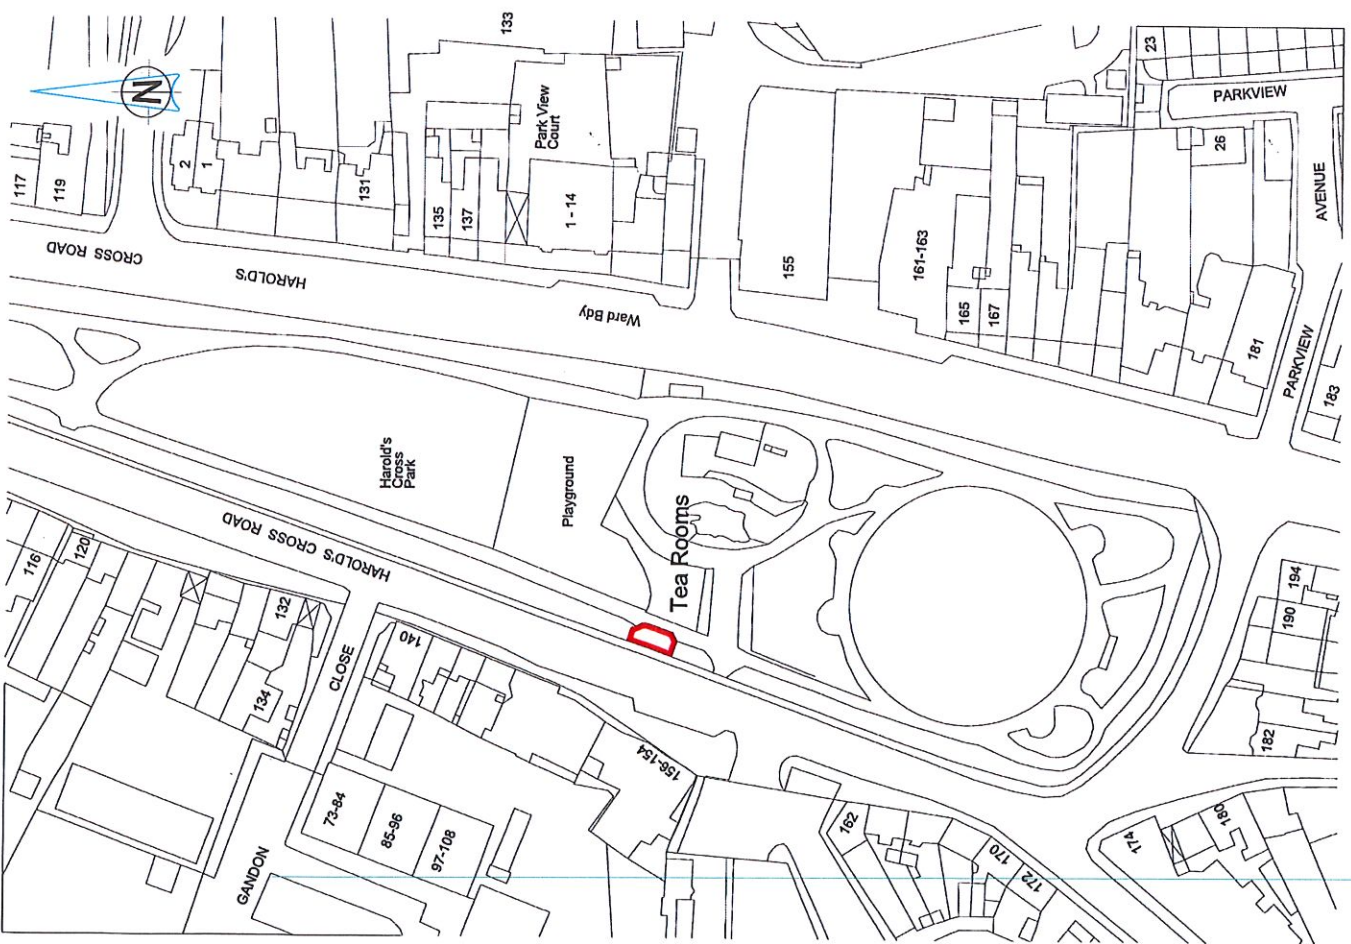 133
23
PARKVIEW
N
Park View
Court
2
1
26
117
119
131
135
137
1 - 14
AVENUE
CROSS ROAD
HAROLD'S
155
161-163
165
167
Ward Bdy
181
PARKVIEW
183
Harold's
Cross
Park
Playground
HAROLD'S CROSS ROAD
Tea Rooms
116
120
132
194
190
140
CLOSE
134
182
156-154
73-84
85-96
97-108
162
180
174
170
172
GANDON